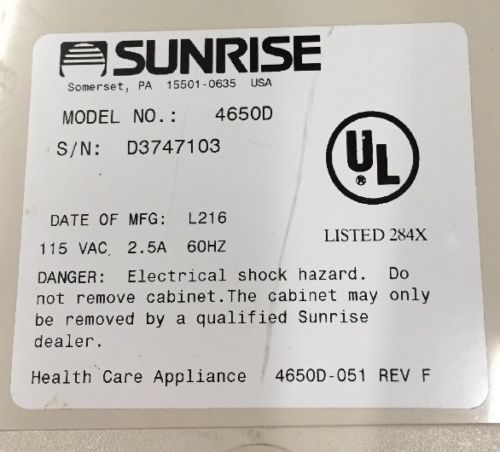 SUNRISE
Somerset, PA 15501-0635 USA
MODEL NO.: 4650D
S/N: D3747103
UL
®
DATE OF MFG: L216
LISTED 284X
115 VAC 2.5A 60HZ
DANGER: Electrical shock hazard. Do
not remove cabinet.The cabinet may only
be removed by a qualified Sunrise
dealer.
Health Care Appliance 4650D-051 REV F